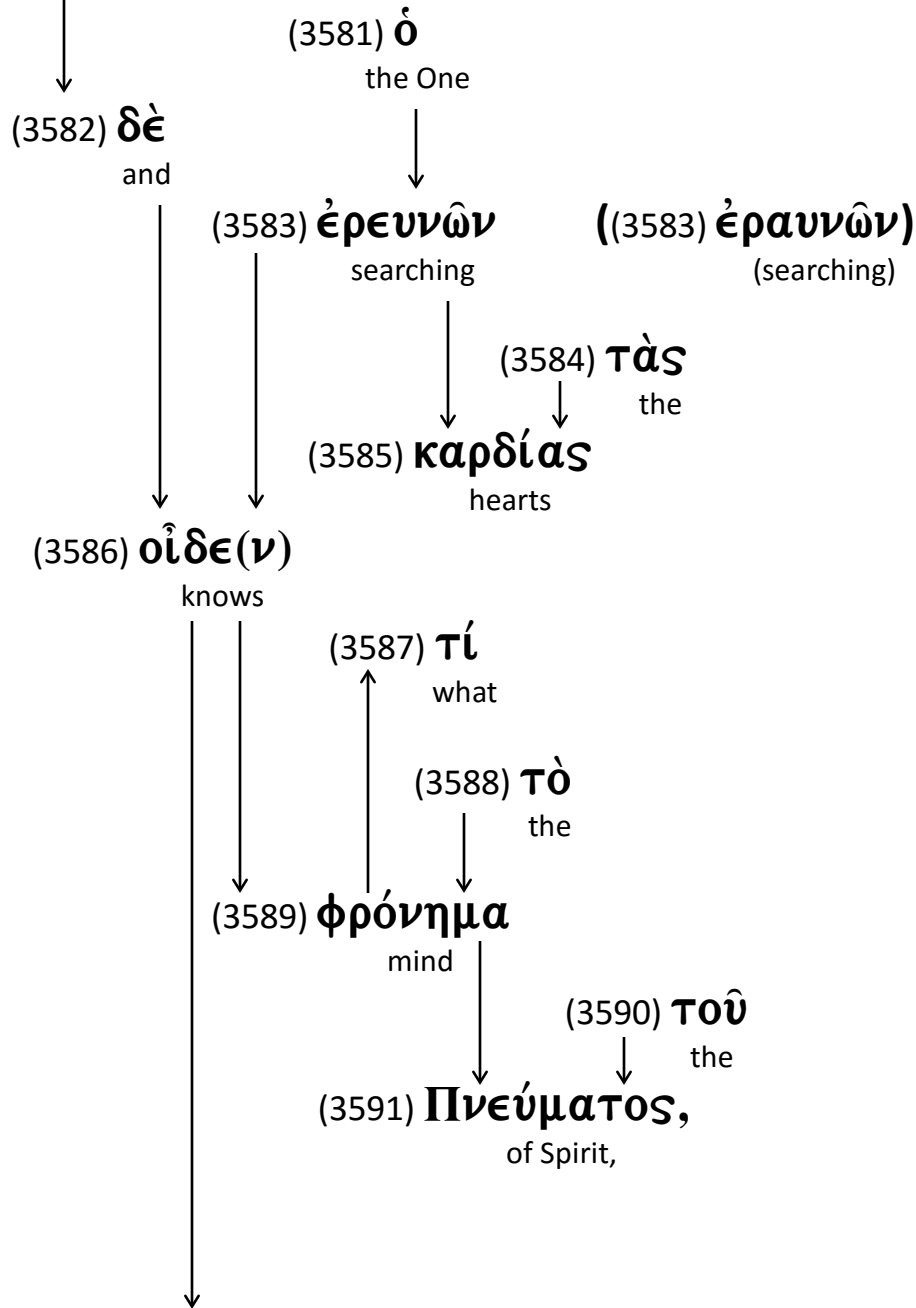 (3581) ὁ
the One
(3582) δὲ
and
(3583) ἐρευνῶν ((3583) ἐραυνῶν)
searching (searching)
(3584) τὰς
the
(3585) καρδίας
hearts
(3586) οἶδε(ν)
knows
(3587) τί
what
(3588) τὸ
the
(3589) φρόνημα
mind
(3590) τοῦ
the
(3591) Πνεύματος,
of Spirit,